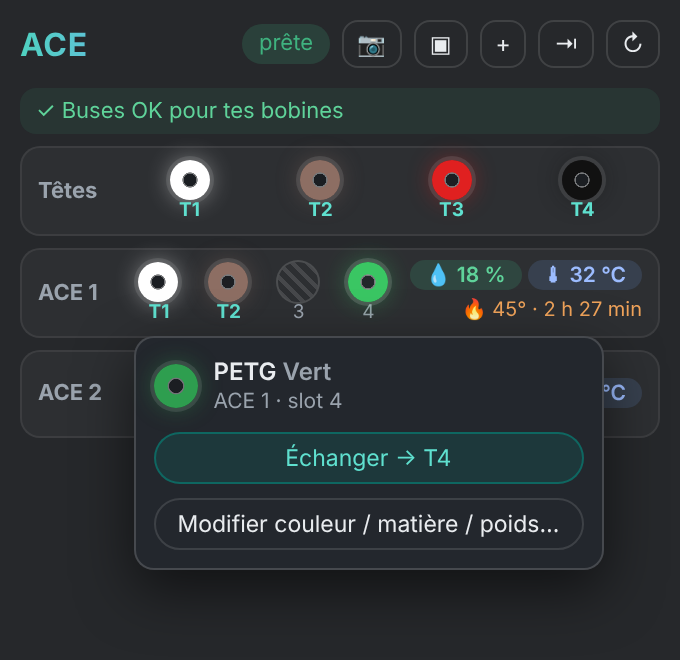 ACE
prête
+
✓ Buses OK pour tes bobines
Têtes
T1
T2
T3
T4
ACE 1
T1
T2
3
4
💧 18 %
🌡 32 °C
🔥 45° · 2 h 27 min
ACE 2
°C
PETG Vert
ACE 1 · slot 4
Échanger → T4
Modifier couleur / matière / poids…